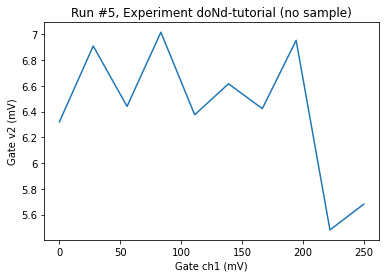 Run #5, Experiment doNd-tutorial (no sample)
Gate v2 (mV)
7
6.8
6.6
6.4
6.2
6
5.8
5.6
0 50 100 150 200 250
Gate ch1 (mV)